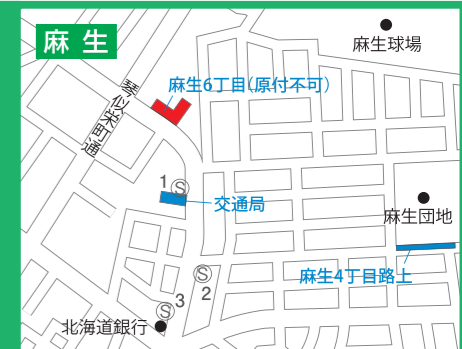 麻生
麻生球場
麻生6丁目(原付不可)
琴似栄町通
1 S
交通局
麻生団地
麻生4丁目路上
S
2
S 3
北海道銀行